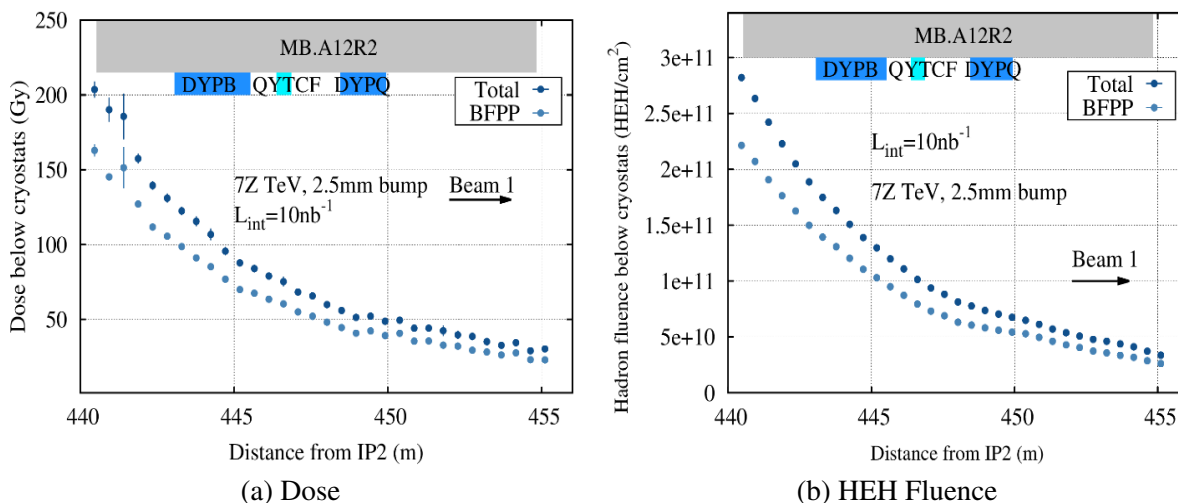 250
200
150
100
50
440
445
450
455
Dose below cryostats (Gy)
Distance from IP2 (m)
MB.A12R2
DYPB QYTCF DYPQ
Total
BFPP
7Z TeV, 2.5mm bump
L_int=10nb^-1
Beam 1
(a) Dose
3e+11
2.5e+11
2e+11
1.5e+11
1e+11
5e+10
0
440
445
450
455
Hadron fluence below cryostats (HEH/cm²)
Distance from IP2 (m)
MB.A12R2
DYPB QYTCF DYPQ
Total
BFPP
L_int=10nb^-1
7Z TeV, 2.5mm bump
Beam 1
(b) HEH Fluence